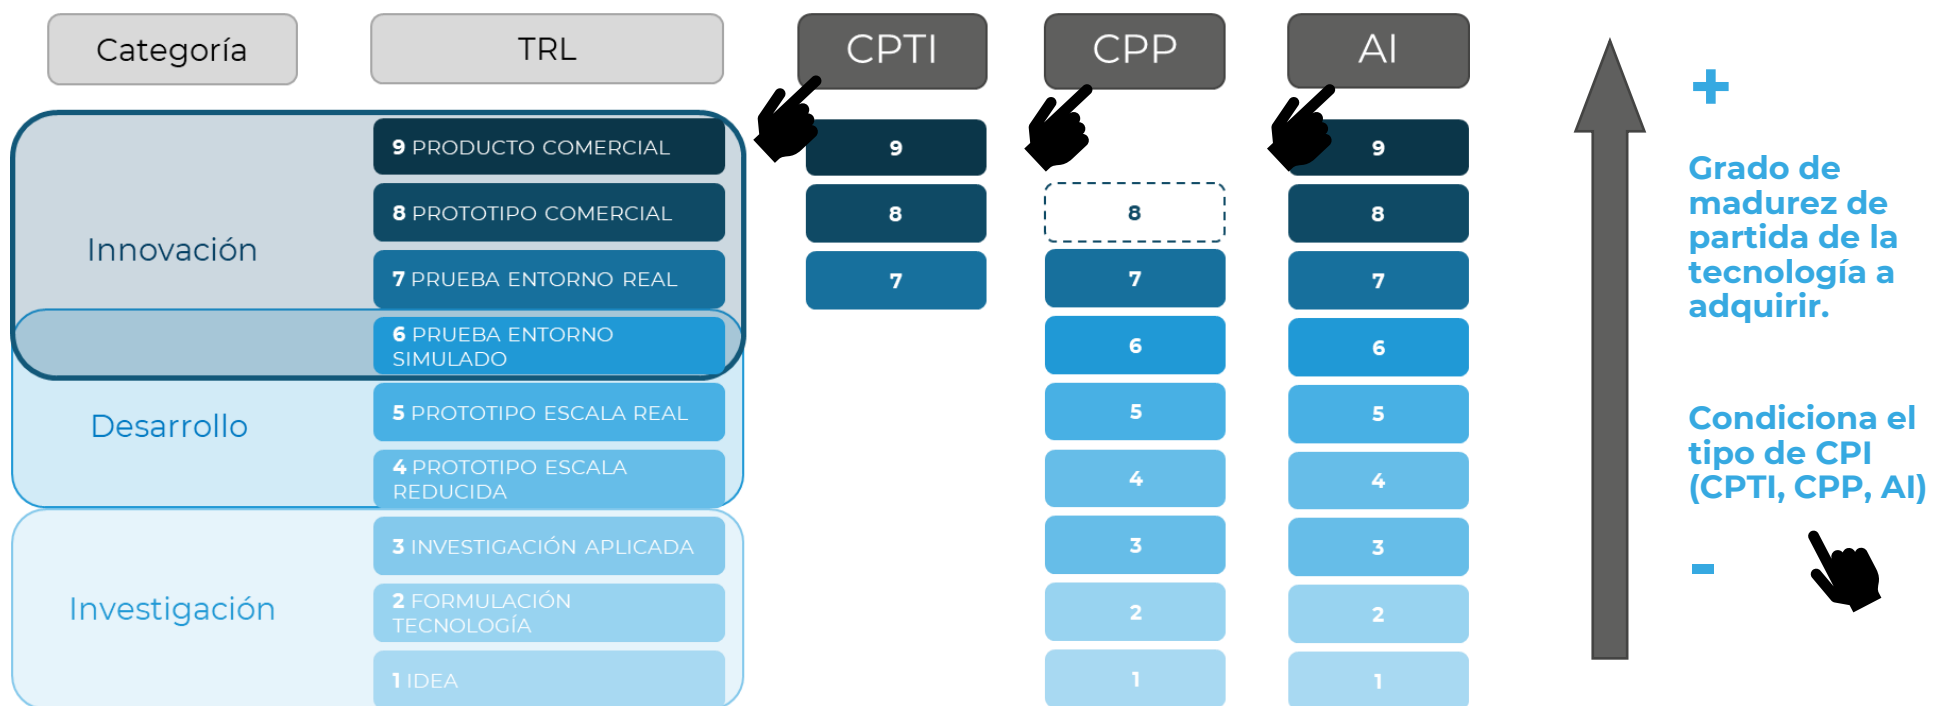 Categoría
TRL
CPTI
CPP
AI
Innovación
Desarrollo
Investigación
9 PRODUCTO COMERCIAL
8 PROTOTIPO COMERCIAL
7 PRUEBA ENTORNO REAL
6 PRUEBA ENTORNO
SIMULADO
5 PROTOTIPO ESCALA REAL
4 PROTOTIPO ESCALA
REDUCIDA
3 INVESTIGACIÓN APLICADA
2 FORMULACIÓN
TECNOLOGÍA
1 IDEA
9
8
7
8
7
6
5
4
3
2
1
9
8
7
6
5
4
3
2
1
+
Grado de
madurez de
partida de la
tecnología a
adquirir.
Condiciona el
tipo de CPI
(CPTI, CPP, AI)
-